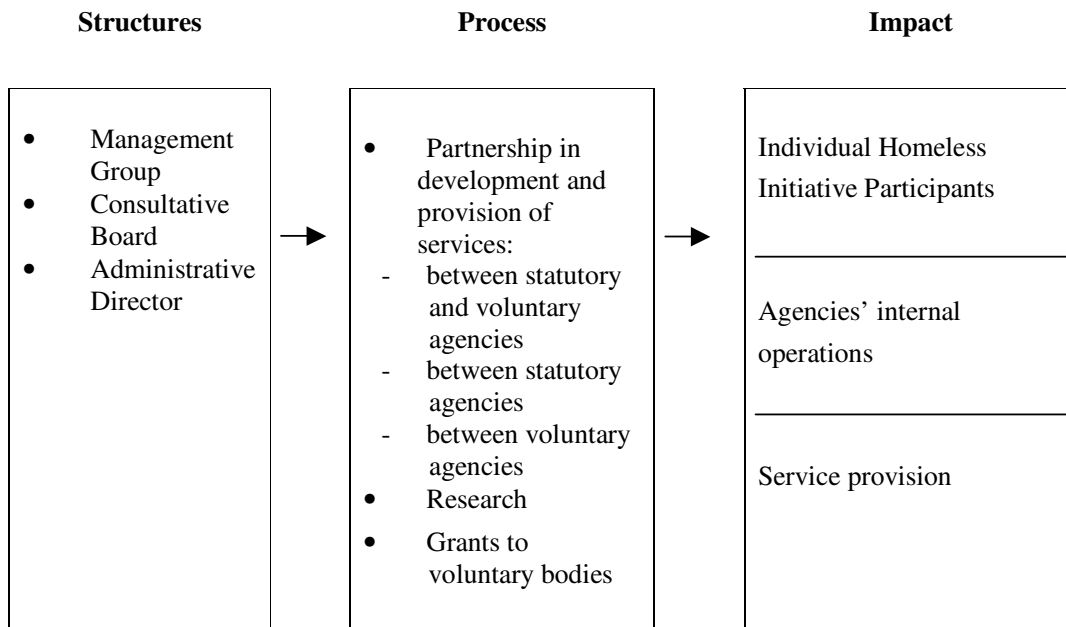 Structures
Process
Impact
• Management
Group
• Consultative
Board
• Administrative
Director
• Partnership in
development and
provision of
services:
- between statutory
and voluntary
agencies
- between statutory
agencies
- between voluntary
agencies
• Research
• Grants to
voluntary bodies
Individual Homeless
Initiative Participants
Agencies’ internal
operations
Service provision